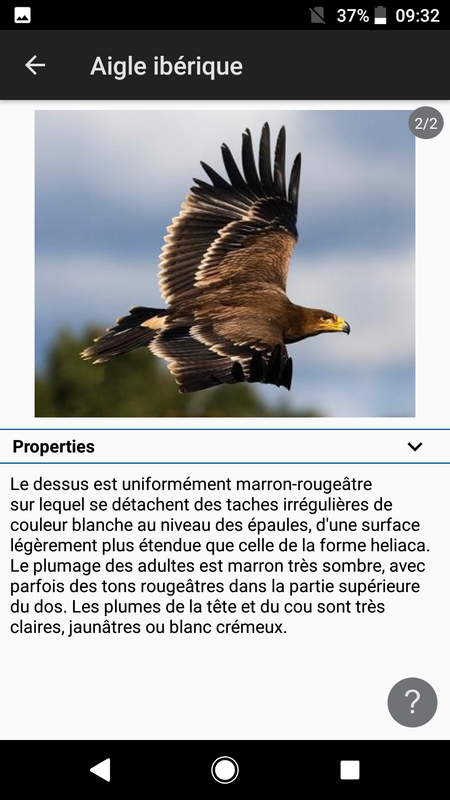 37% 09:32
Aigle ibérique
2/2
Properties
Le dessus est uniformément marron-rougeâtre
sur lequel se détachent des taches irrégulières de
couleur blanche au niveau des épaules, d'une surface
légèrement plus étendue que celle de la forme heliaca.
Le plumage des adultes est marron très sombre, avec
parfois des tons rougeâtres dans la partie supérieure
du dos. Les plumes de la tête et du cou sont très
claires, jaunâtres ou blanc crémeux.
?